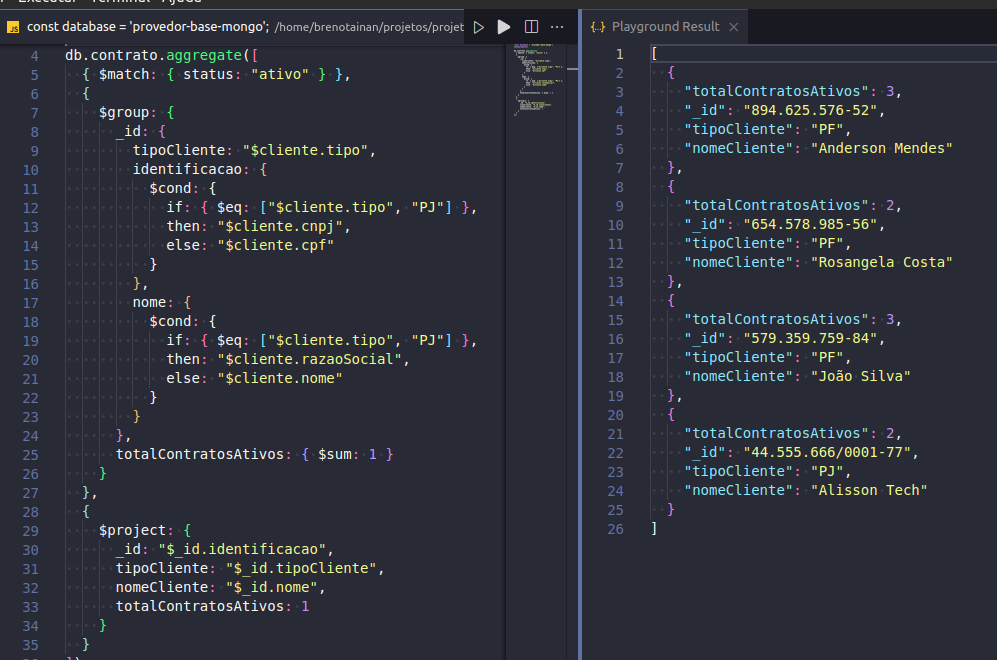 Executar Terminal Ajuda
JS const database = 'provedor-base-mongo'; /home/brenotainan/projetos/projet
4 db.contrato.aggregate([
5 { $match: { status: "ativo" } },
6 {
7 $group: {
8 _id: {
9 tipoCliente: "$cliente.tipo",
10 identificacao: {
11 $cond: {
12 if: { $eq: ["$cliente.tipo", "PJ"] },
13 then: "$cliente.cnpj",
14 else: "$cliente.cpf"
15 }
16 },
17 nome: {
18 $cond: {
19 if: { $eq: ["$cliente.tipo", "PJ"] },
20 then: "$cliente.razaoSocial",
21 else: "$cliente.nome"
22 }
23 }
24 },
25 totalContratosAtivos: { $sum: 1 }
26 }
27 },
28 {
29 $project: {
30 _id: "$_id.identificacao",
31 tipoCliente: "$_id.tipoCliente",
32 nomeCliente: "$_id.nome",
33 totalContratosAtivos: 1
34 }
35 }
{..} Playground Result ×
1 [
2 {
3 "totalContratosAtivos": 3,
4 "_id": "894.625.576-52",
5 "tipoCliente": "PF",
6 "nomeCliente": "Anderson Mendes"
7 },
8 {
9 "totalContratosAtivos": 2,
10 "_id": "654.578.985-56",
11 "tipoCliente": "PF",
12 "nomeCliente": "Rosangela Costa"
13 },
14 {
15 "totalContratosAtivos": 3,
16 "_id": "579.359.759-84",
17 "tipoCliente": "PF",
18 "nomeCliente": "João Silva"
19 },
20 {
21 "totalContratosAtivos": 2,
22 "_id": "44.555.666/0001-77",
23 "tipoCliente": "PJ",
24 "nomeCliente": "Alisson Tech"
25 }
26 ]